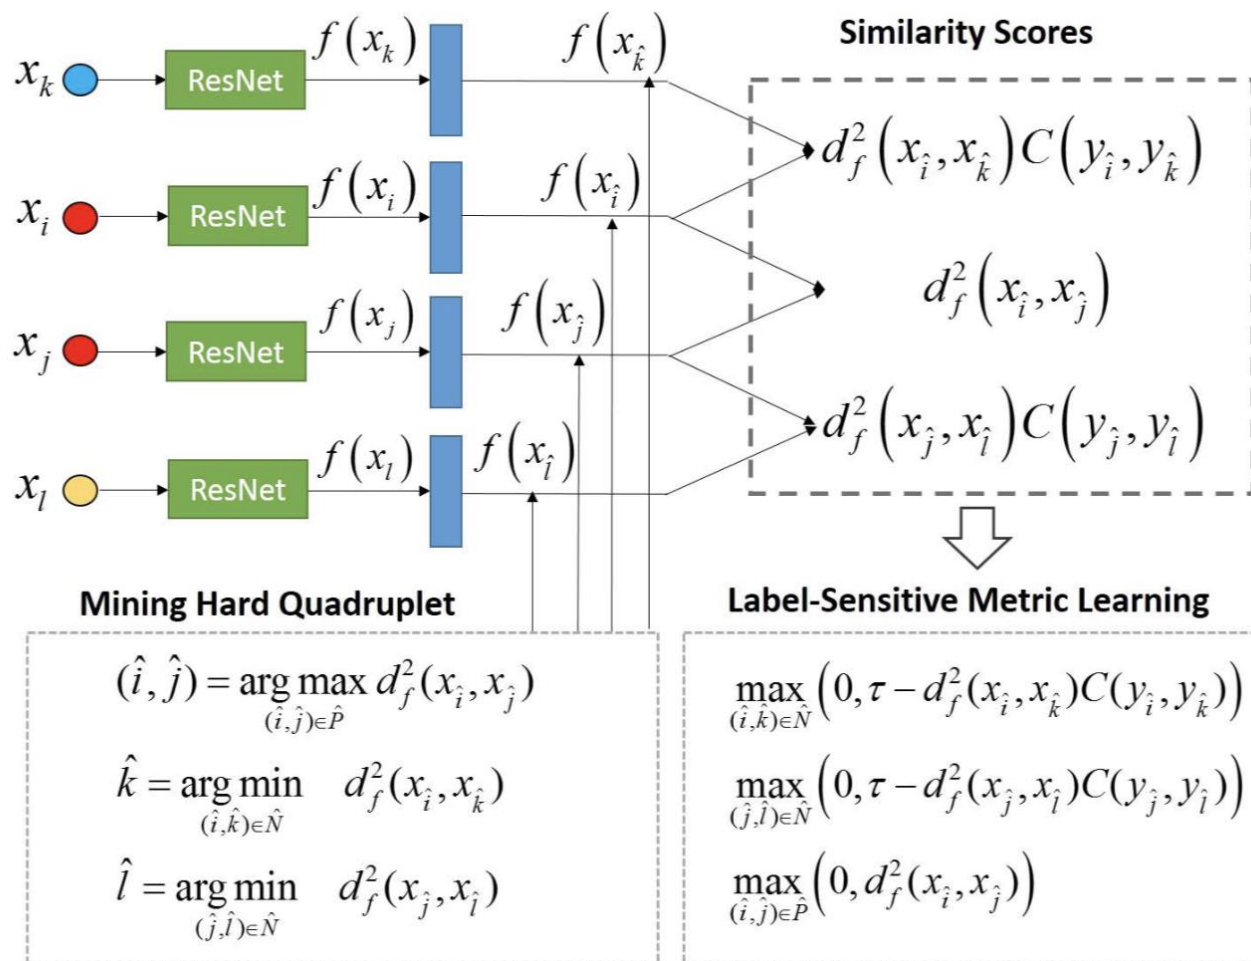 Similarity Scores
x_k ResNet f(x_k) f(x_k̂) d_f^2(x_î, x_k̂)C(y_î, y_k̂)
x_i ResNet f(x_i) f(x_î) d_f^2(x_î, x_ĵ)
x_j ResNet f(x_j) f(x_ĵ) d_f^2(x_ĵ, x_l̂)C(y_ĵ, y_l̂)
x_l ResNet f(x_l) f(x_l̂)
Mining Hard Quadruplet
(î, ĵ) = arg max_{(î,ĵ)∈P̂} d_f^2(x_î, x_ĵ)
k̂ = arg min_{(î,k̂)∈N̂} d_f^2(x_î, x_k̂)
l̂ = arg min_{(ĵ,l̂)∈N̂} d_f^2(x_ĵ, x_l̂)
Label-Sensitive Metric Learning
max_{(î,k̂)∈N̂} (0, τ − d_f^2(x_î, x_k̂)C(y_î, y_k̂))
max_{(ĵ,l̂)∈N̂} (0, τ − d_f^2(x_ĵ, x_l̂)C(y_ĵ, y_l̂))
max_{(î,ĵ)∈P̂} (0, d_f^2(x_î, x_ĵ))